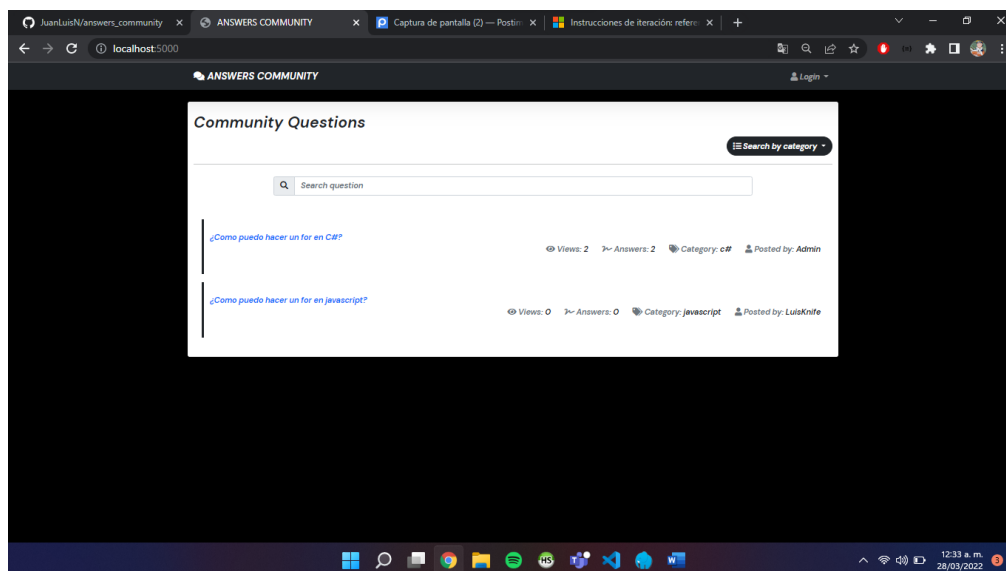 JuanLuisN/answers_community
ANSWERS COMMUNITY
Captura de pantalla (2) — Postim
Instrucciones de iteración: refere
localhost:5000
ANSWERS COMMUNITY
Login
Community Questions
Search by category
Search question
¿Como puedo hacer un for en C#?
Views: 2 Answers: 2 Category: c# Posted by: Admin
¿Como puedo hacer un for en javascript?
Views: 0 Answers: 0 Category: javascript Posted by: LuisKnife
12:33 a. m.
28/03/2022
3